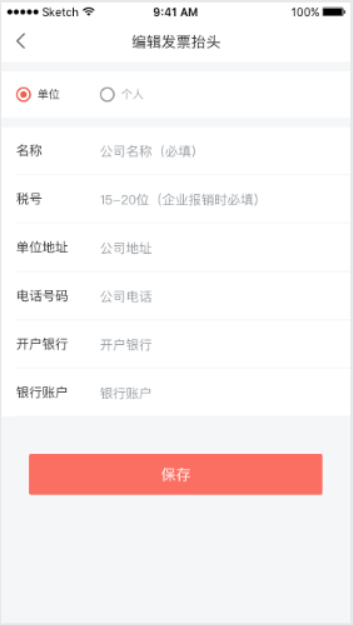 Sketch 9:41 AM 100%
编辑发票抬头
单位 个人
名称 公司名称（必填）
税号 15-20位（企业报销时必填）
单位地址 公司地址
电话号码 公司电话
开户银行 开户银行
银行账户 银行账户
保存